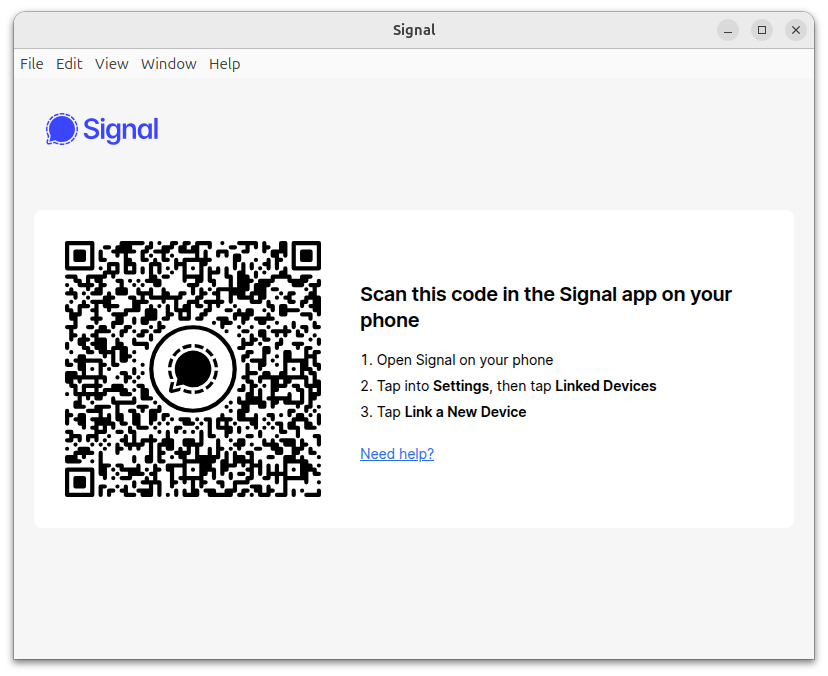 Signal
File Edit View Window Help
Signal
Scan this code in the Signal app on your
phone
1. Open Signal on your phone
2. Tap into Settings, then tap Linked Devices
3. Tap Link a New Device
Need help?